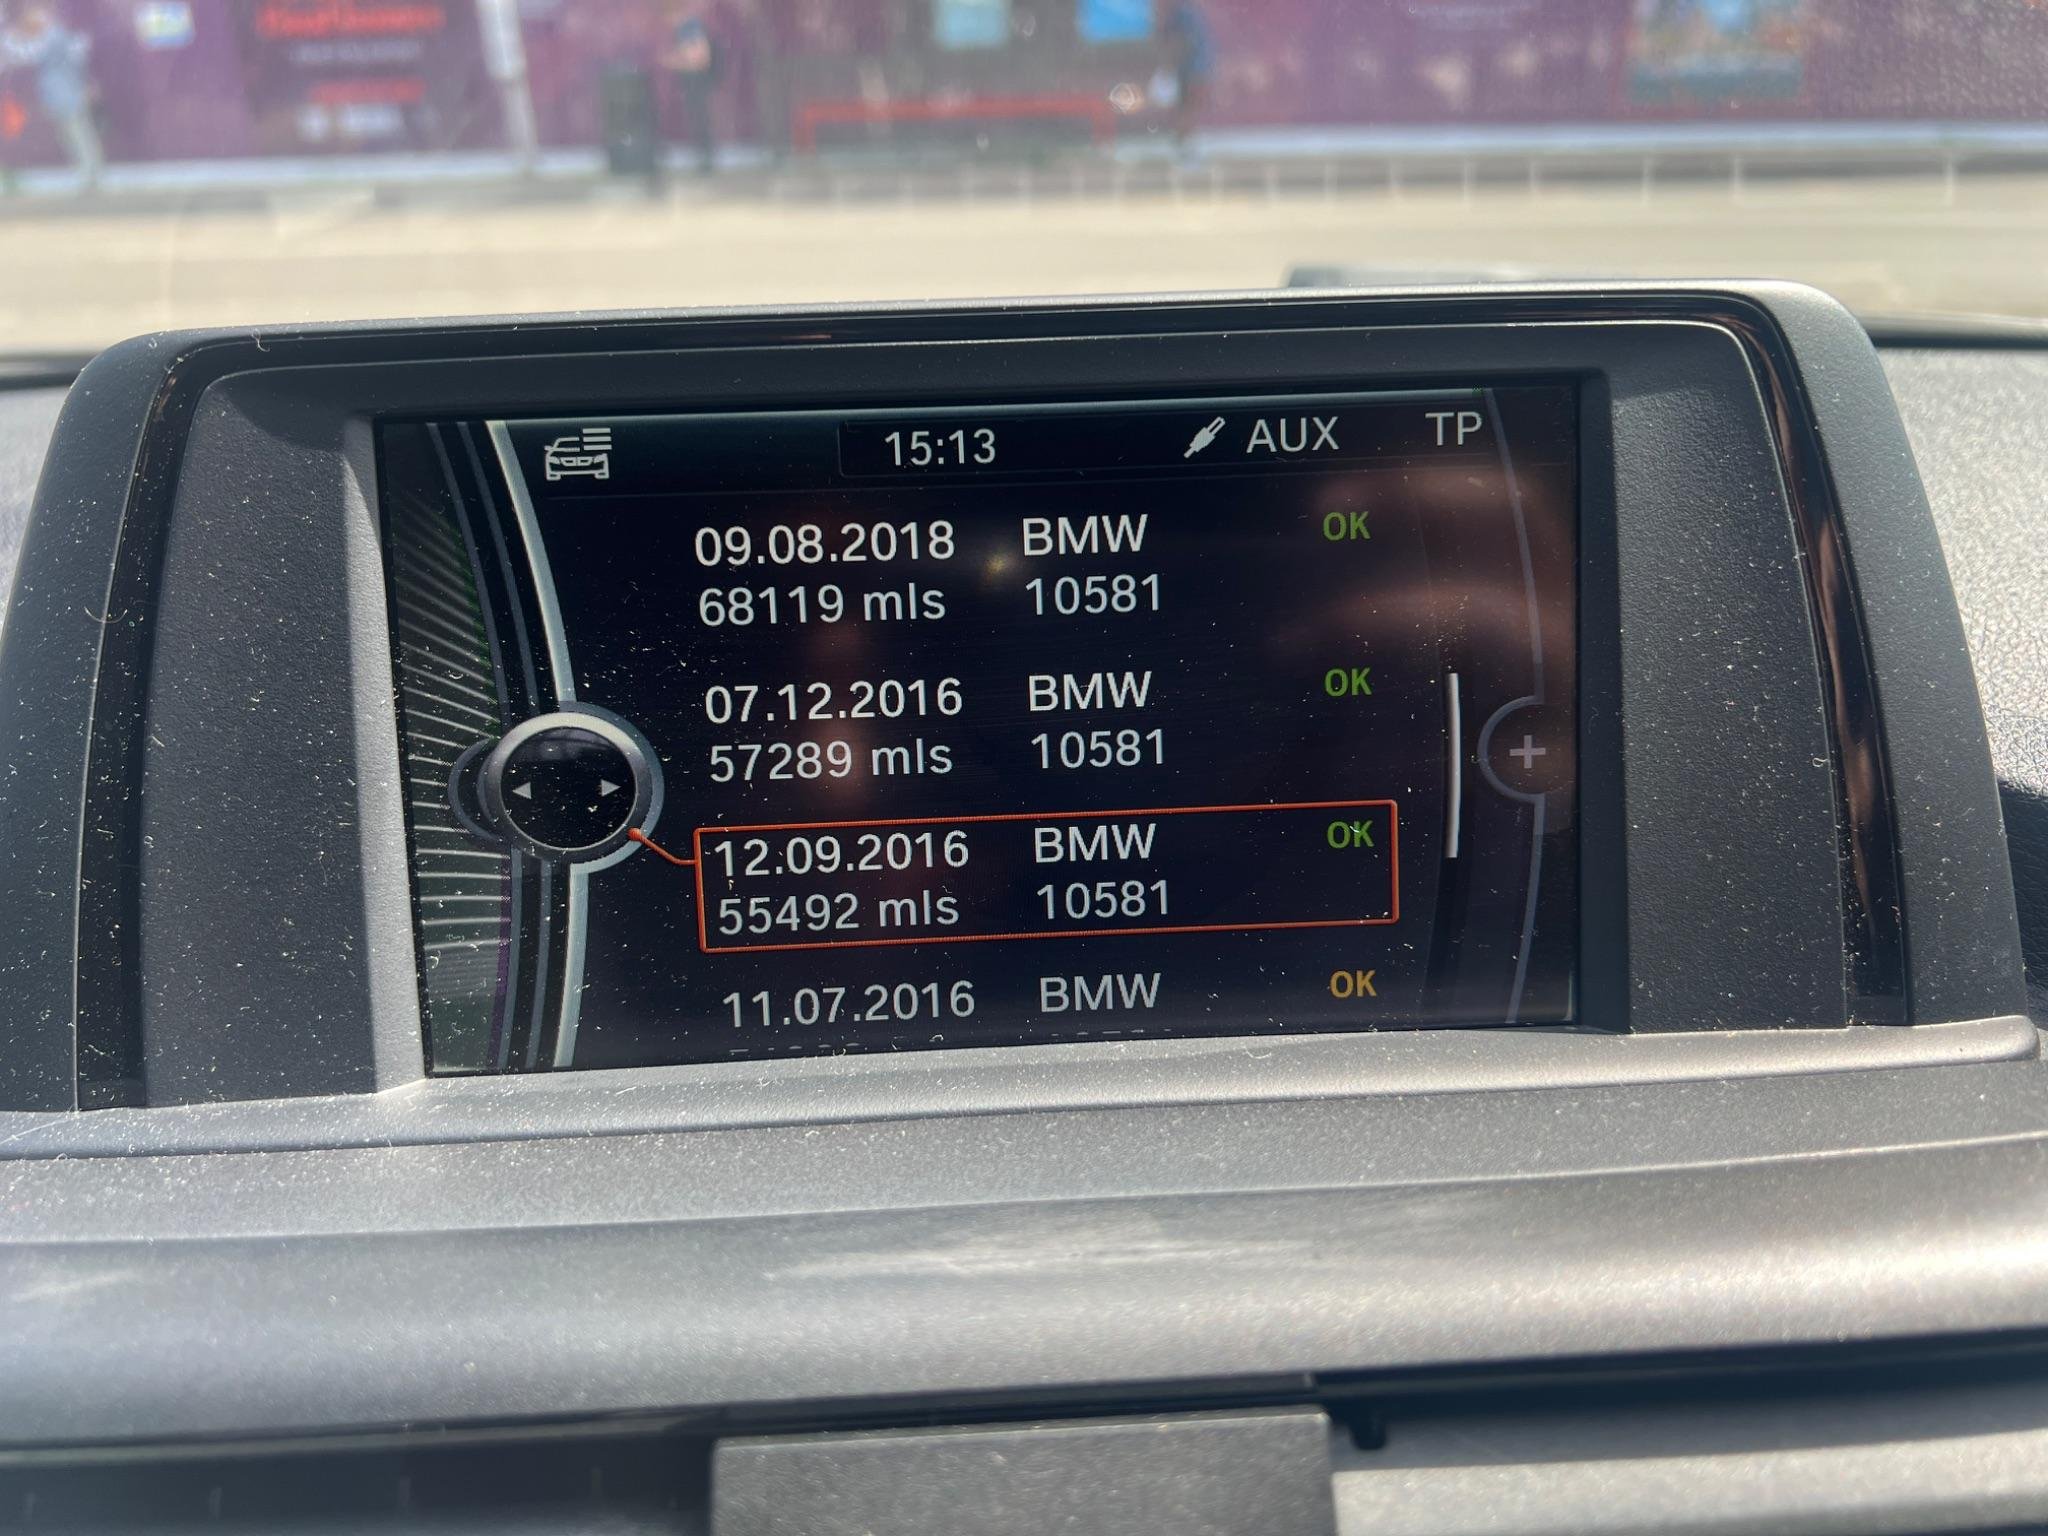 15:13 AUX TP
09.08.2018 BMW OK
68119 mls 10581
07.12.2016 BMW OK
57289 mls 10581
12.09.2016 BMW OK
55492 mls 10581
11.07.2016 BMW OK